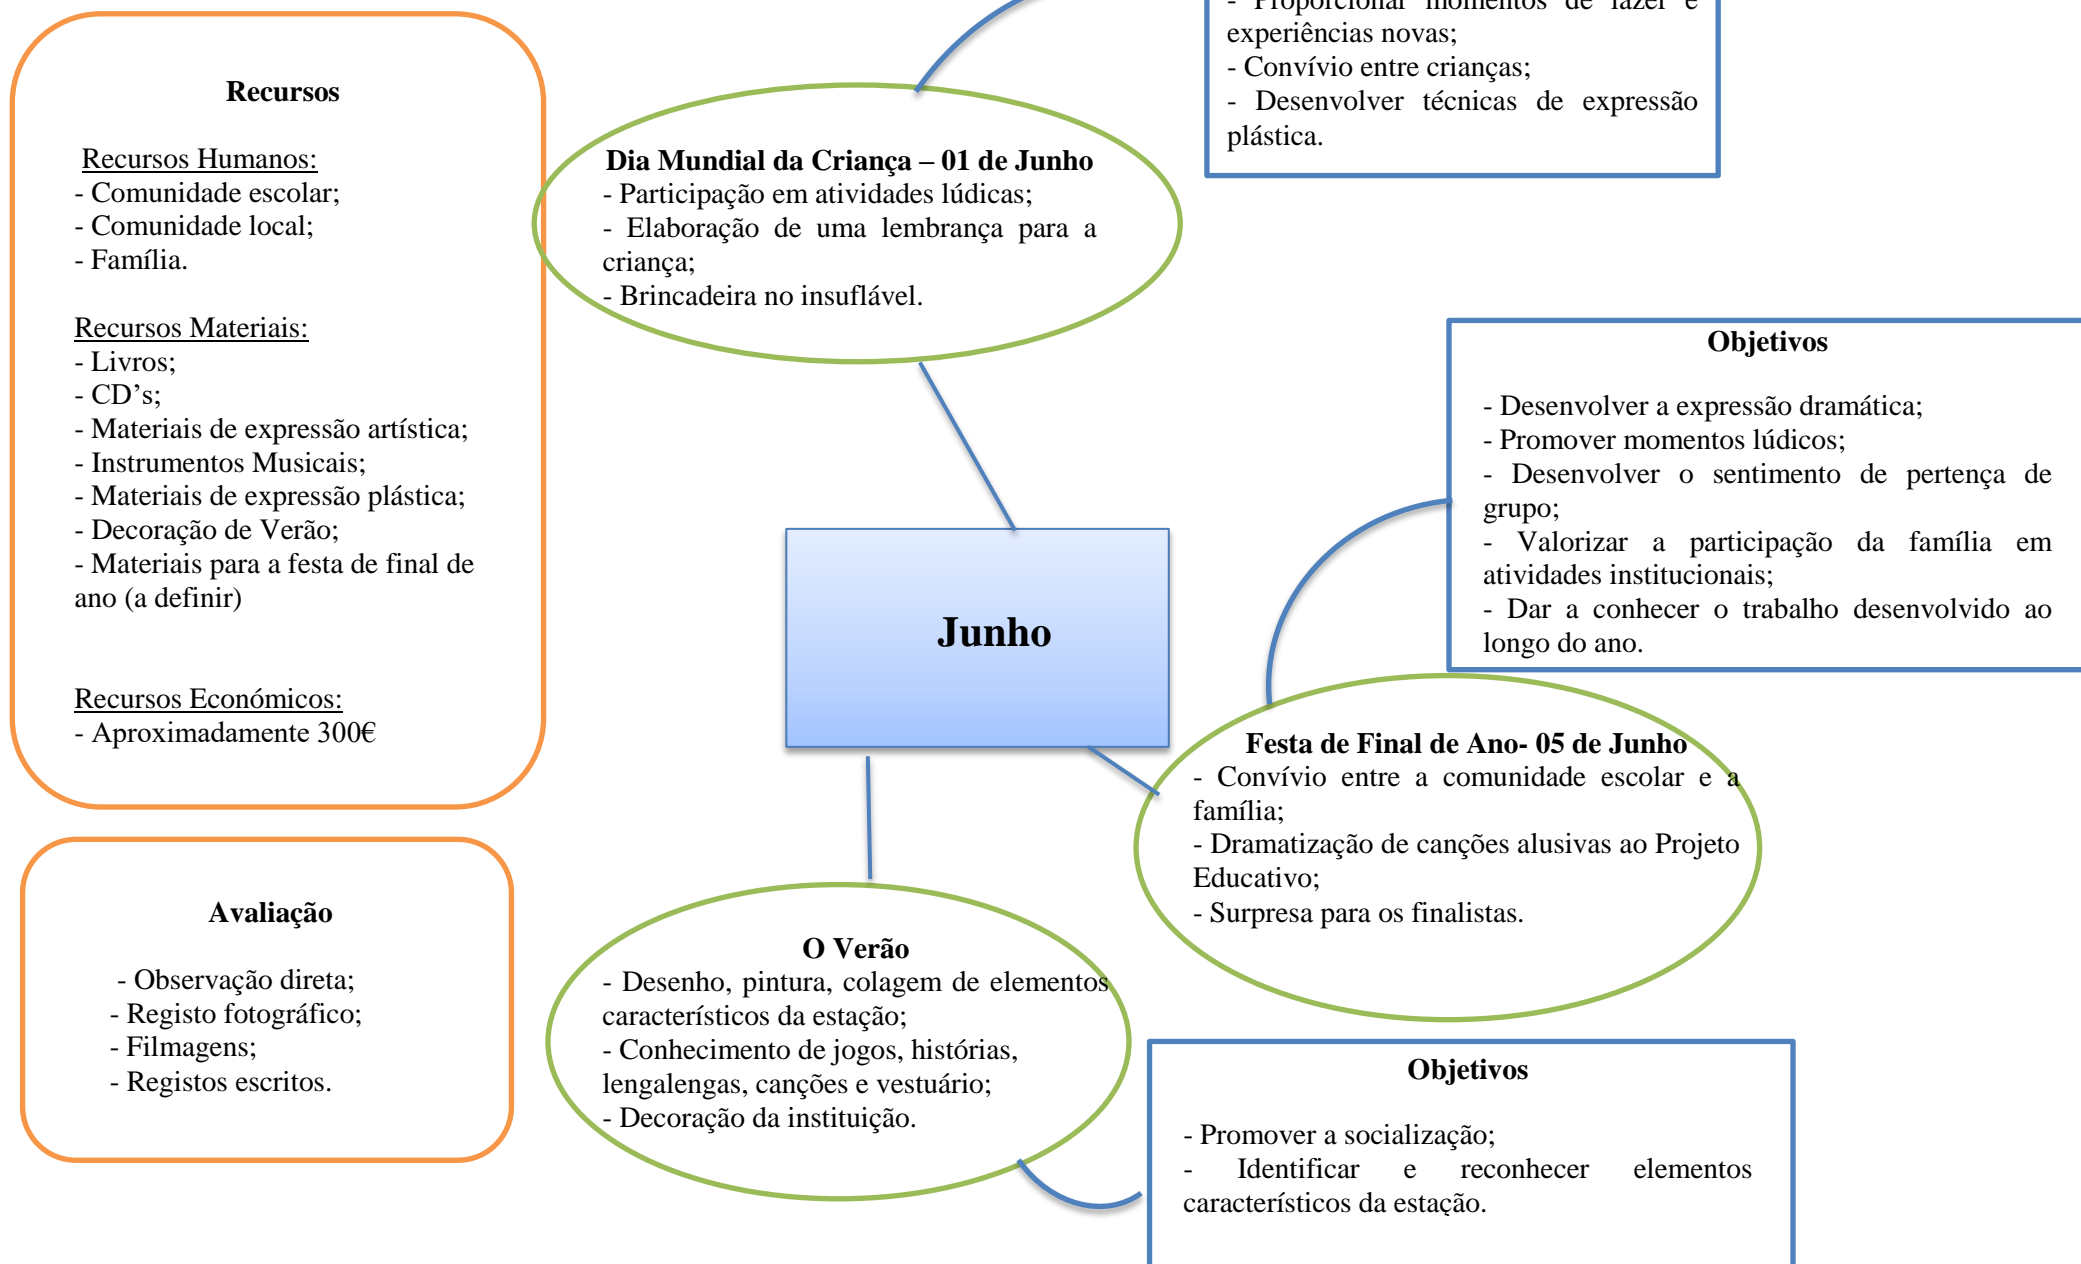 Recursos
Recursos Humanos:
- Comunidade escolar;
- Comunidade local;
- Família.
Recursos Materiais:
- Livros;
- CD’s;
- Materiais de expressão artística;
- Instrumentos Musicais;
- Materiais de expressão plástica;
- Decoração de Verão;
- Materiais para a festa de final de
ano (a definir)
Recursos Económicos:
- Aproximadamente 300€
Avaliação
- Observação direta;
- Registo fotográfico;
- Filmagens;
- Registos escritos.
Dia Mundial da Criança – 01 de Junho
- Participação em atividades lúdicas;
- Elaboração de uma lembrança para a
criança;
- Brincadeira no insuflável.
- Proporcionar momentos de lazer e
experiências novas;
- Convívio entre crianças;
- Desenvolver técnicas de expressão
plástica.
Junho
Objetivos
- Desenvolver a expressão dramática;
- Promover momentos lúdicos;
- Desenvolver o sentimento de pertença de
grupo;
- Valorizar a participação da família em
atividades institucionais;
- Dar a conhecer o trabalho desenvolvido ao
longo do ano.
Festa de Final de Ano- 05 de Junho
- Convívio entre a comunidade escolar e a
família;
- Dramatização de canções alusivas ao Projeto
Educativo;
- Surpresa para os finalistas.
O Verão
- Desenho, pintura, colagem de elementos
característicos da estação;
- Conhecimento de jogos, histórias,
lengalengas, canções e vestuário;
- Decoração da instituição.
Objetivos
- Promover a socialização;
- Identificar e reconhecer elementos
característicos da estação.